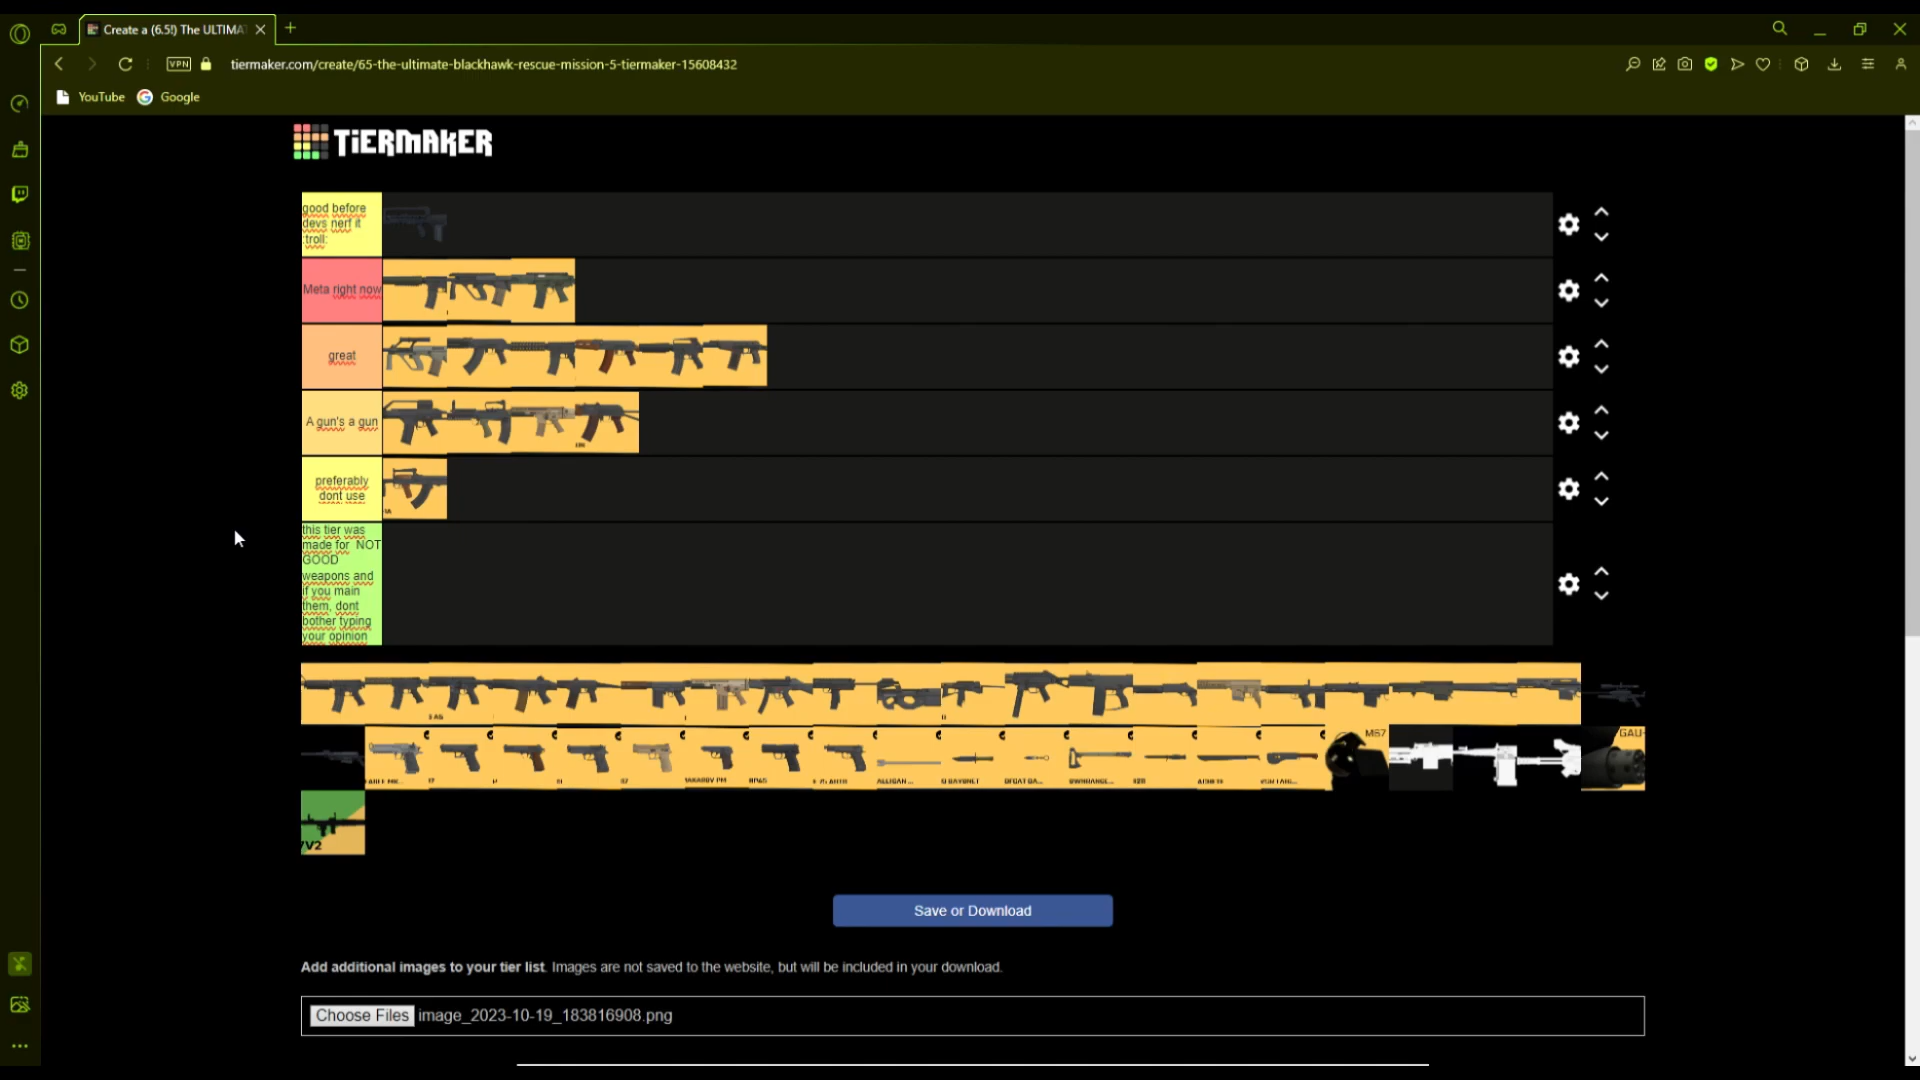 Create a (6.5!) The ULTIMA
VPN
tiermaker.com/create/65-the-ultimate-blackhawk-rescue-mission-5-tiermaker-15608432
YouTube
Google
TiERMAKER
good before
devs nerf it
:troll:
Meta right now
great
A gun's a gun
preferably
dont use
this tier was
made for NOT
GOOD
weapons and
if you main
them, dont
bother typing
your opinion
M67
GAU-
ALLIGAN...
V2
Save or Download
Add additional images to your tier list. Images are not saved to the website, but will be included in your download.
Choose Files image_2023-10-19_183816908.png